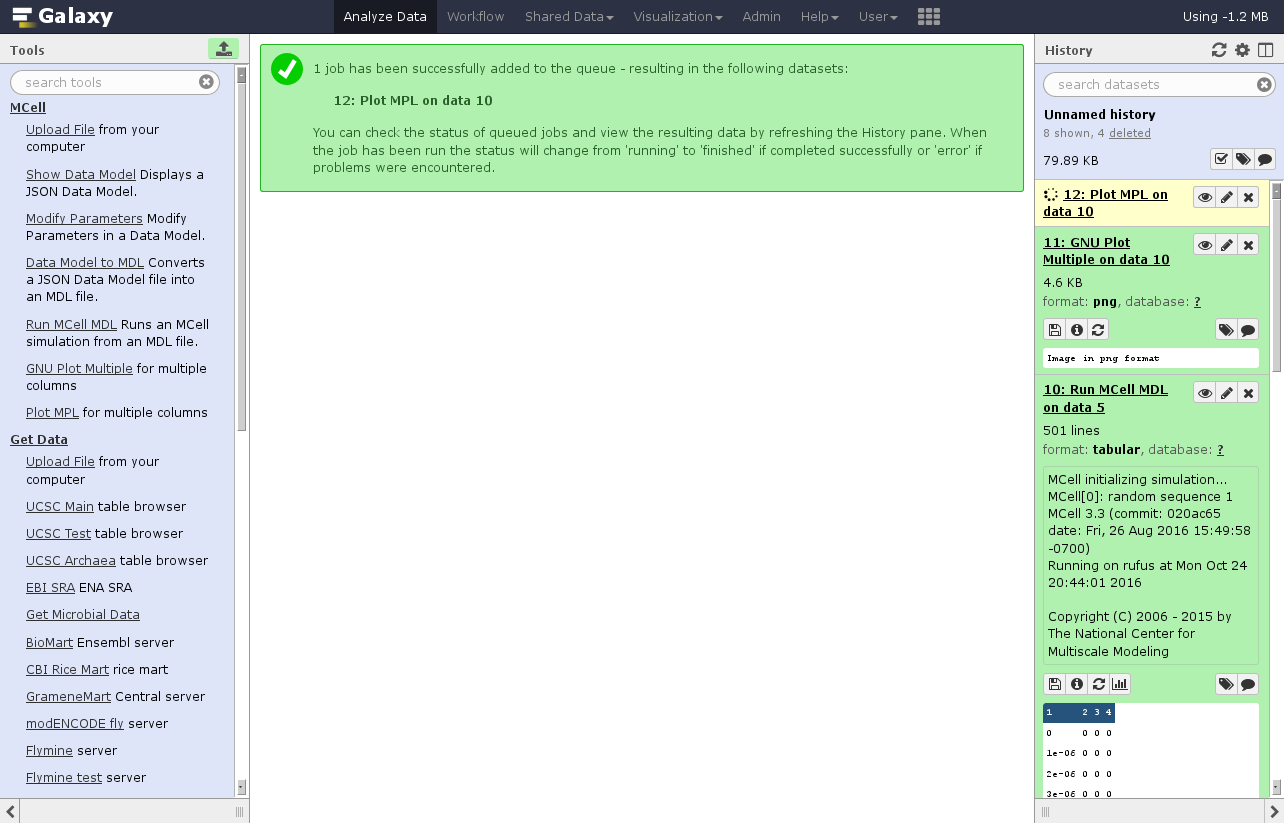 Galaxy
Analyze Data Workflow Shared Data Visualization Admin Help User
Using -1.2 MB
Tools
search tools
MCell
Upload File from your
computer
Show Data Model Displays a
JSON Data Model.
Modify Parameters Modify
Parameters in a Data Model.
Data Model to MDL Converts
a JSON Data Model file into
an MDL file.
Run MCell MDL Runs an MCell
simulation from an MDL file.
GNU Plot Multiple for multiple
columns
Plot MPL for multiple columns
Get Data
Upload File from your
computer
UCSC Main table browser
UCSC Test table browser
UCSC Archaea table browser
EBI SRA ENA SRA
Get Microbial Data
BioMart Ensembl server
CBI Rice Mart rice mart
GrameneMart Central server
modENCODE fly server
Flymine server
Flymine test server
1 job has been successfully added to the queue - resulting in the following datasets:
12: Plot MPL on data 10
You can check the status of queued jobs and view the resulting data by refreshing the History pane. When
the job has been run the status will change from 'running' to 'finished' if completed successfully or 'error' if
problems were encountered.
History
search datasets
Unnamed history
8 shown, 4 deleted
79.89 KB
12: Plot MPL on
data 10
11: GNU Plot
Multiple on data 10
4.6 KB
format: png, database: ?
Image in png format
10: Run MCell MDL
on data 5
501 lines
format: tabular, database: ?
MCell initializing simulation...
MCell[0]: random sequence 1
MCell 3.3 (commit: 020ac65
date: Fri, 26 Aug 2016 15:49:58
-0700)
Running on rufus at Mon Oct 24
20:44:01 2016
Copyright (C) 2006 - 2015 by
The National Center for
Multiscale Modeling
1 2 3 4
0 0 0 0
1e-06 0 0 0
2e-06 0 0 0
3e-06 0 0 0